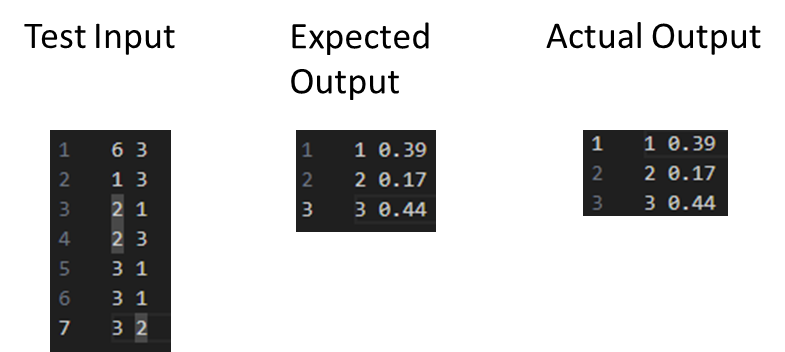 Test Input
1 6 3
2 1 3
3 2 1
4 2 3
5 3 1
6 3 1
7 3 2
Expected
Output
1 1 0.39
2 2 0.17
3 3 0.44
Actual Output
1 1 0.39
2 2 0.17
3 3 0.44